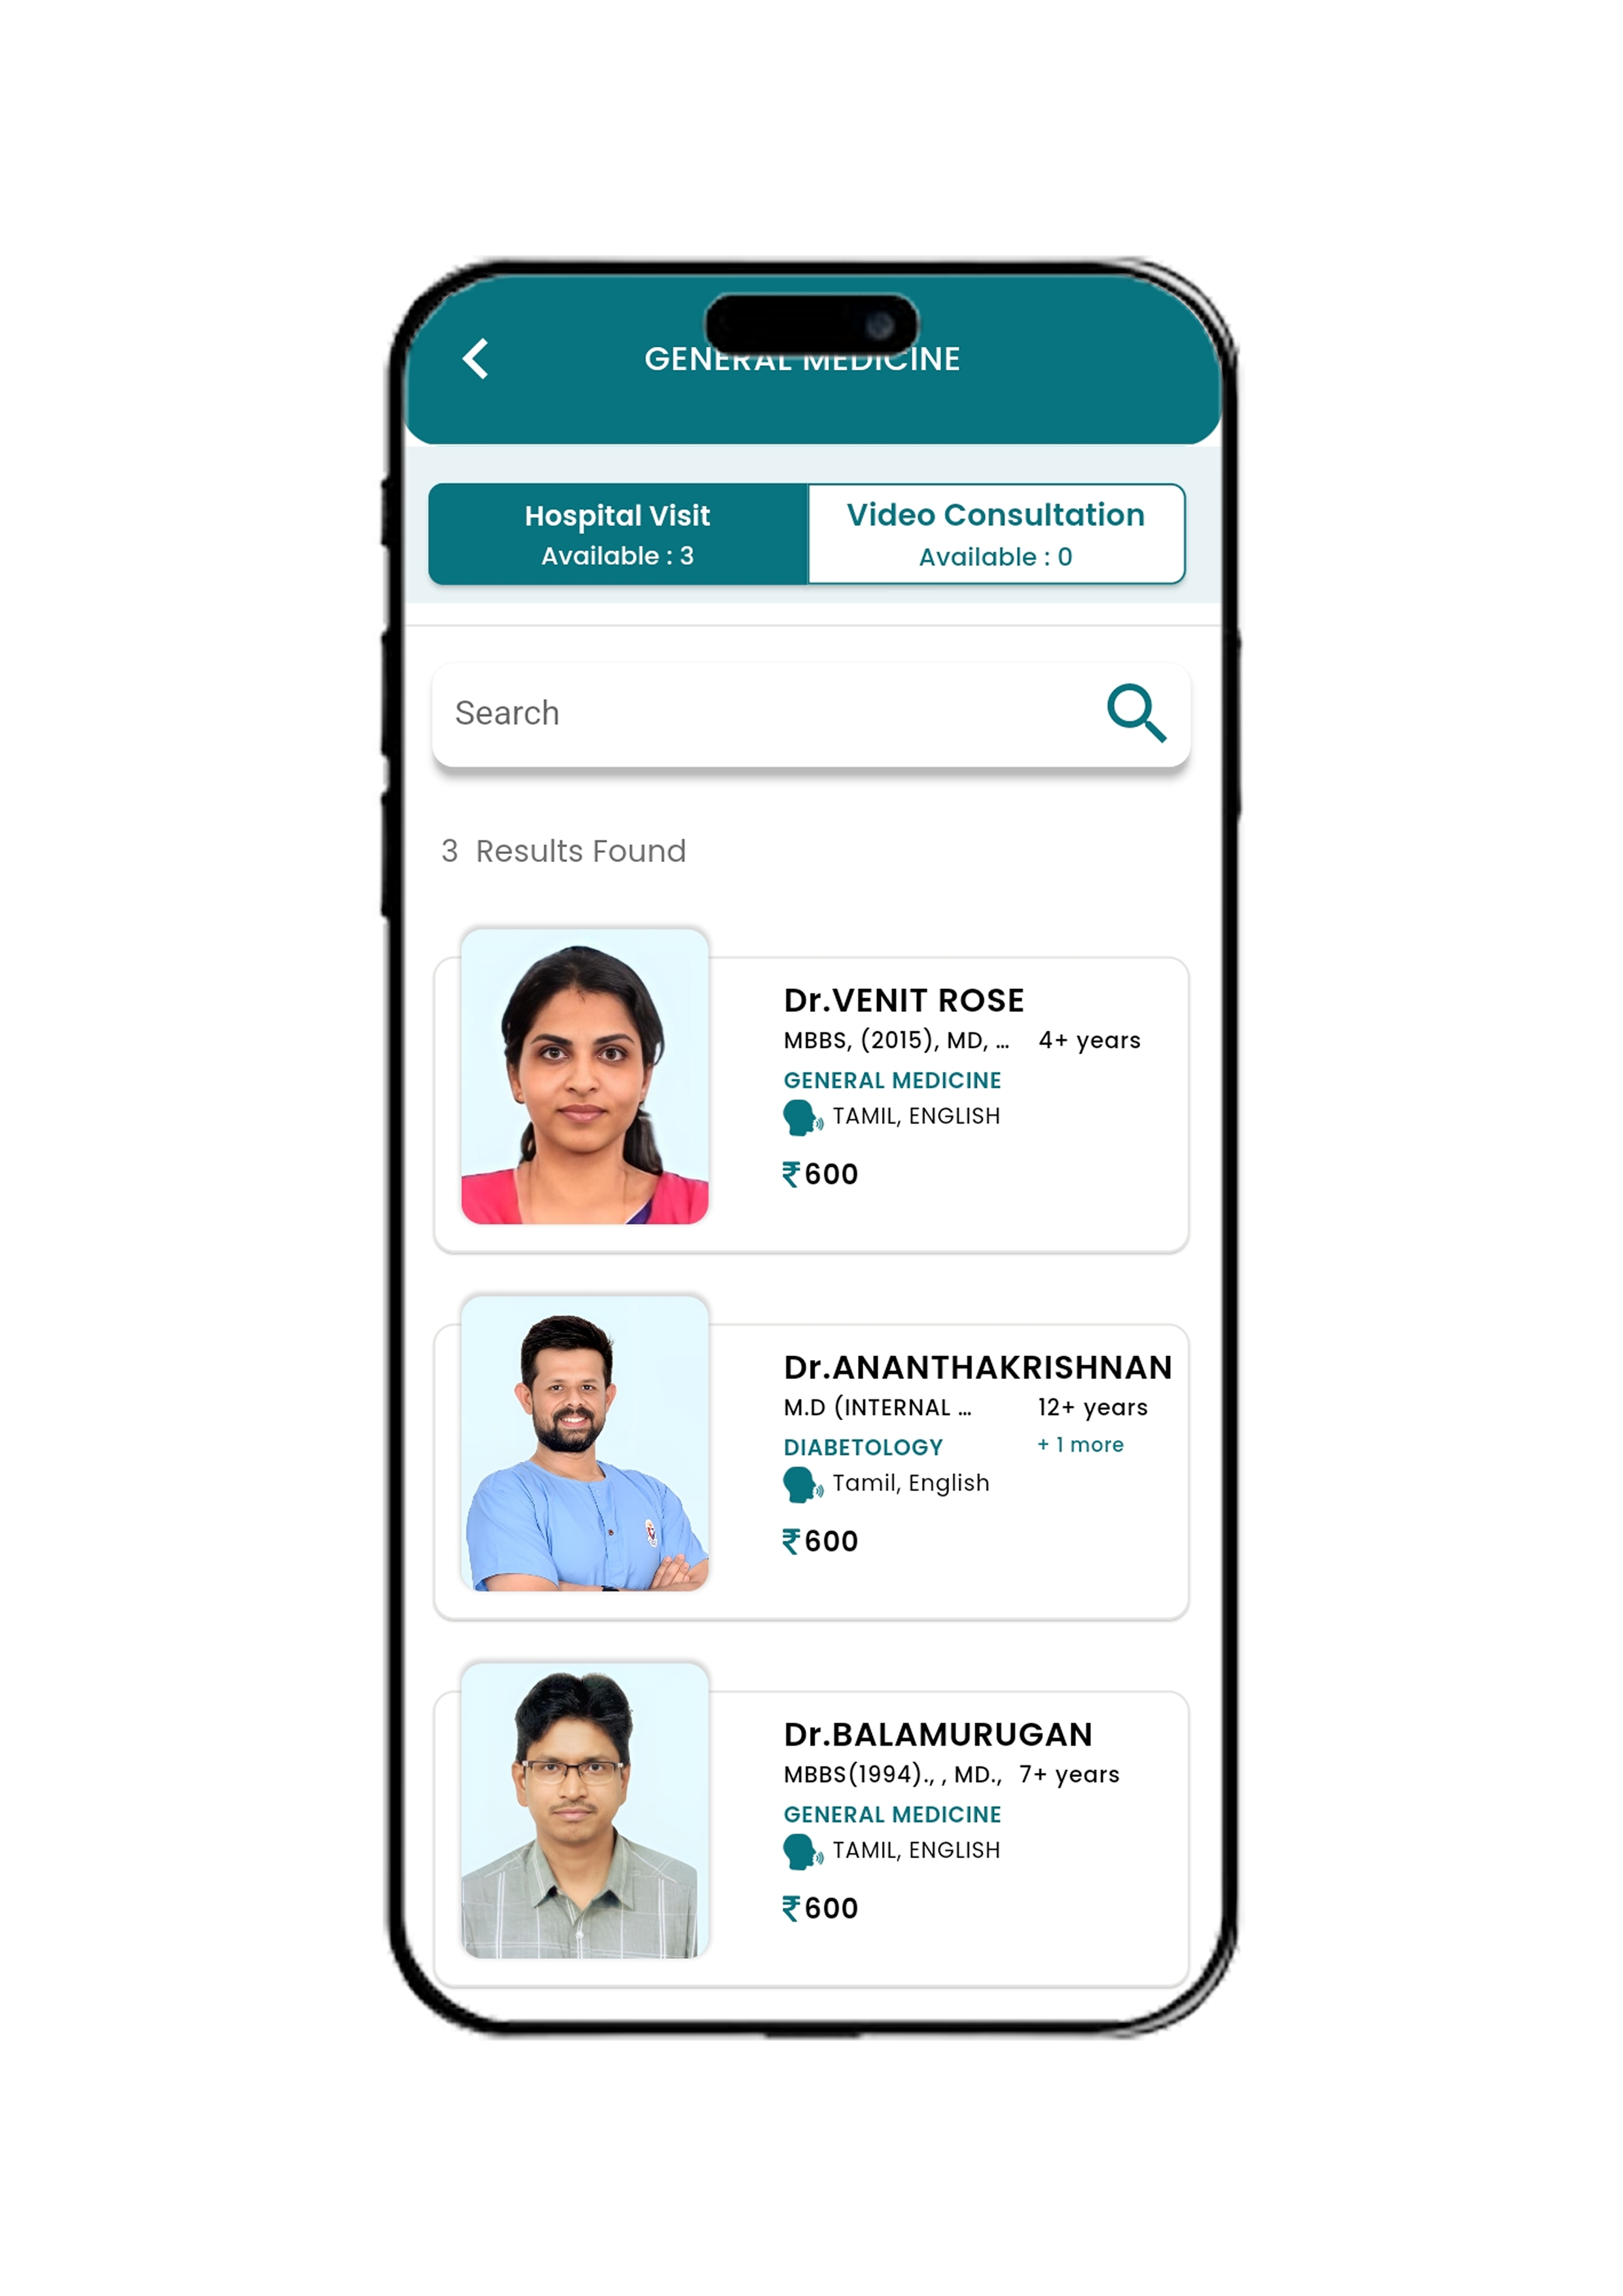 GENERAL MEDICINE
Hospital Visit
Available : 3
Video Consultation
Available : 0
Search
3 Results Found
Dr.VENIT ROSE
MBBS, (2015), MD, ... 4+ years
GENERAL MEDICINE
TAMIL, ENGLISH
₹600
Dr.ANANTHAKRISHNAN
M.D (INTERNAL ... 12+ years
DIABETOLOGY + 1 more
Tamil, English
₹600
Dr.BALAMURUGAN
MBBS(1994)., , MD., 7+ years
GENERAL MEDICINE
TAMIL, ENGLISH
₹600